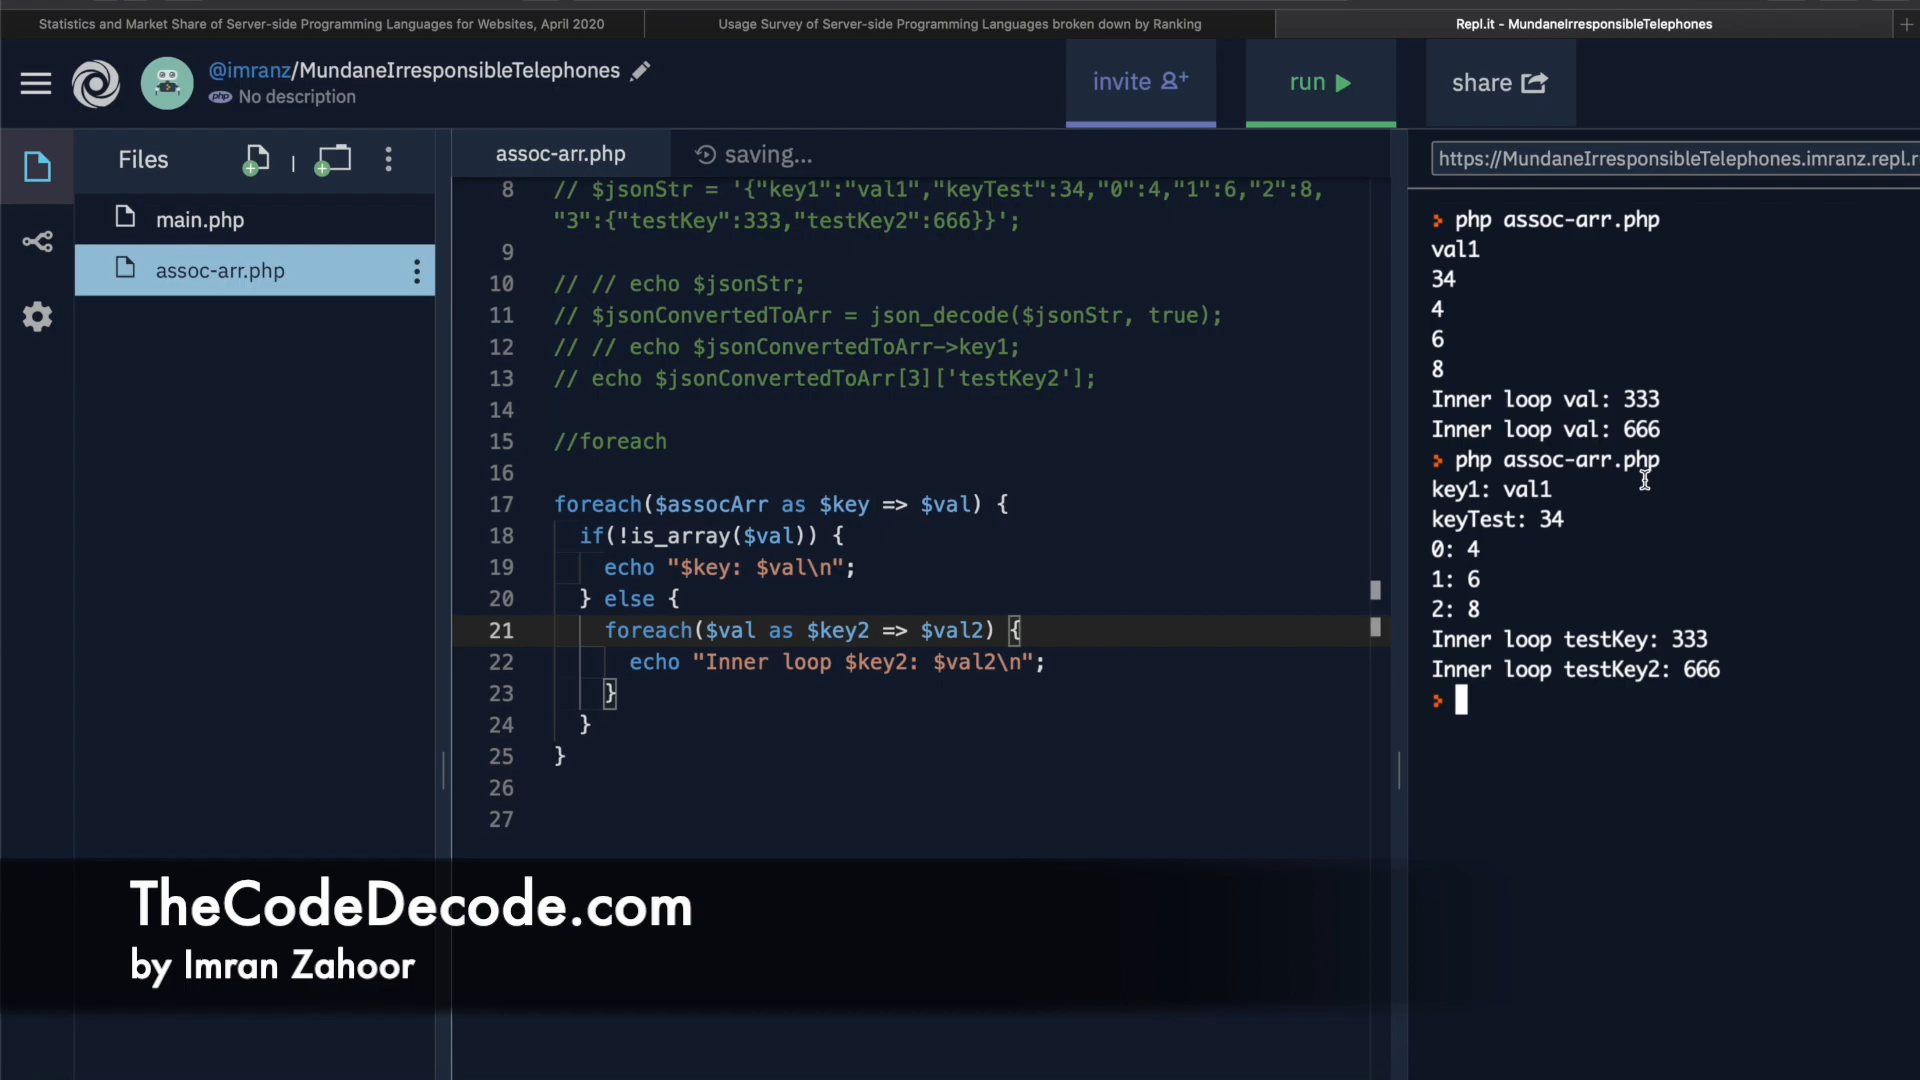 Statistics and Market Share of Server-side Programming Languages for Websites, April 2020
Usage Survey of Server-side Programming Languages broken down by Ranking
Repl.it - MundaneIrresponsibleTelephones
@imranz/MundaneIrresponsibleTelephones
php No description
invite
run
share
Files
main.php
assoc-arr.php
assoc-arr.php
saving...
8 // $jsonStr = '{"key1":"val1","keyTest":34,"0":4,"1":6,"2":8,
"3":{"testKey":333,"testKey2":666}}';
9
10 // // echo $jsonStr;
11 // $jsonConvertedToArr = json_decode($jsonStr, true);
12 // // echo $jsonConvertedToArr->key1;
13 // echo $jsonConvertedToArr[3]['testKey2'];
14
15 //foreach
16
17 foreach($assocArr as $key => $val) {
18 if(!is_array($val)) {
19 echo "$key: $val\n";
20 } else {
21 foreach($val as $key2 => $val2) {
22 echo "Inner loop $key2: $val2\n";
23 }
24 }
25 }
26
27
https://MundaneIrresponsibleTelephones.imranz.repl.r
> php assoc-arr.php
val1
34
4
6
8
Inner loop val: 333
Inner loop val: 666
> php assoc-arr.php
key1: val1
keyTest: 34
0: 4
1: 6
2: 8
Inner loop testKey: 333
Inner loop testKey2: 666
>
TheCodeDecode.com
by Imran Zahoor